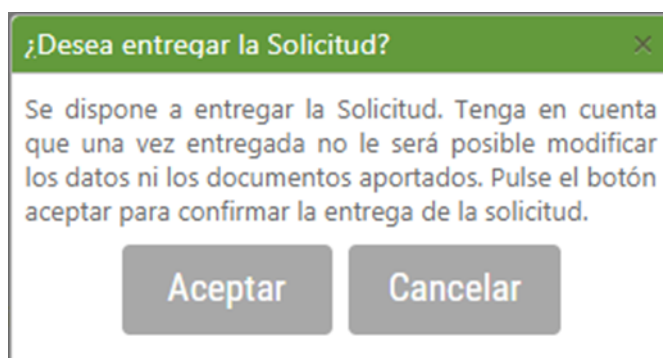 ¿Desea entregar la Solicitud?
Se dispone a entregar la Solicitud. Tenga en cuenta
que una vez entregada no le será posible modificar
los datos ni los documentos aportados. Pulse el botón
aceptar para confirmar la entrega de la solicitud.
Aceptar Cancelar